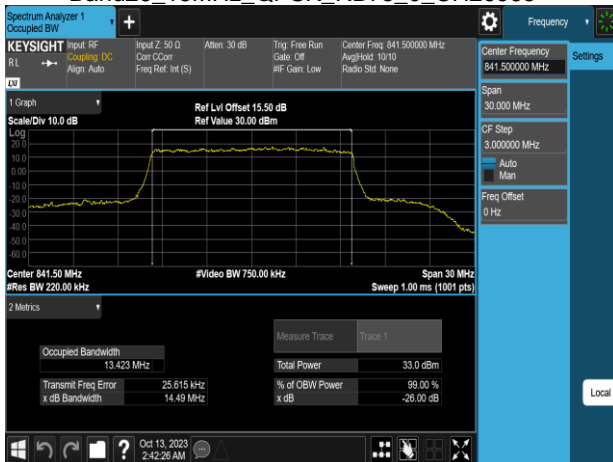 Spectrum Analyzer 1
Occupied BW
Frequency
KEYSIGHT
RL
Input: RF
Coupling: DC
Align: Auto
Input Z: 50 Ω
Corr CCorr
Freq Ref: Int (S)
Atten: 30 dB
Trig: Free Run
Gate: Off
#IF Gain: Low
Center Freq: 841.500000 MHz
Avg|Hold: 10/10
Radio Std: None
LXI
Center Frequency
841.500000 MHz
Settings
Span
30.000 MHz
CF Step
3.000000 MHz
Auto
Man
Freq Offset
0 Hz
Local
1 Graph
Scale/Div 10.0 dB
Ref Lvl Offset 15.50 dB
Ref Value 30.00 dBm
Log
20.0
10.0
0.00
-10.0
-20.0
-30.0
-40.0
-50.0
-60.0
Center 841.50 MHz
#Video BW 750.00 kHz
Span 30 MHz
#Res BW 220.00 kHz
Sweep 1.00 ms (1001 pts)
2 Metrics
Measure Trace
Trace 1
Occupied Bandwidth
13.423 MHz
Total Power
33.0 dBm
Transmit Freq Error
25.615 kHz
% of OBW Power
99.00 %
x dB Bandwidth
14.49 MHz
x dB
-26.00 dB
Oct 13, 2023
2:42:26 AM